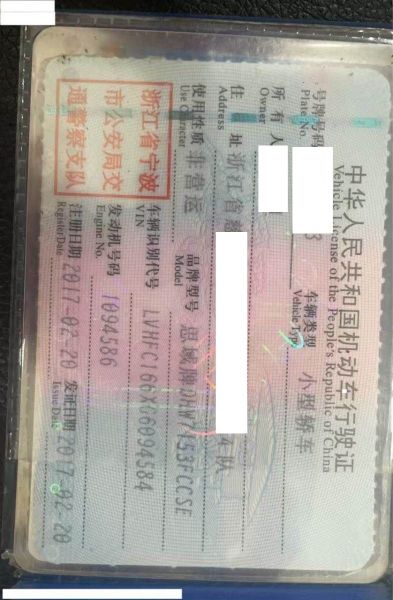 中华人民共和国机动车行驶证
Vehicle License of the People's Republic of China
号牌号码 3 车辆类型 小型轿车
Plate No. Vehicle Type
所有人
Owner
住址 浙江省
Address
车队
使用性质 非营运 品牌型号 思域牌DHW7153FCCSE
Use Character Model
浙江省宁波
市公安局交
通警察支队
车辆识别代号 LVHFC166XG6094584
VIN
发动机号码 1094586
Engine No.
注册日期 2017-02-20 发证日期 2017-02-20
Register Date Issue Date